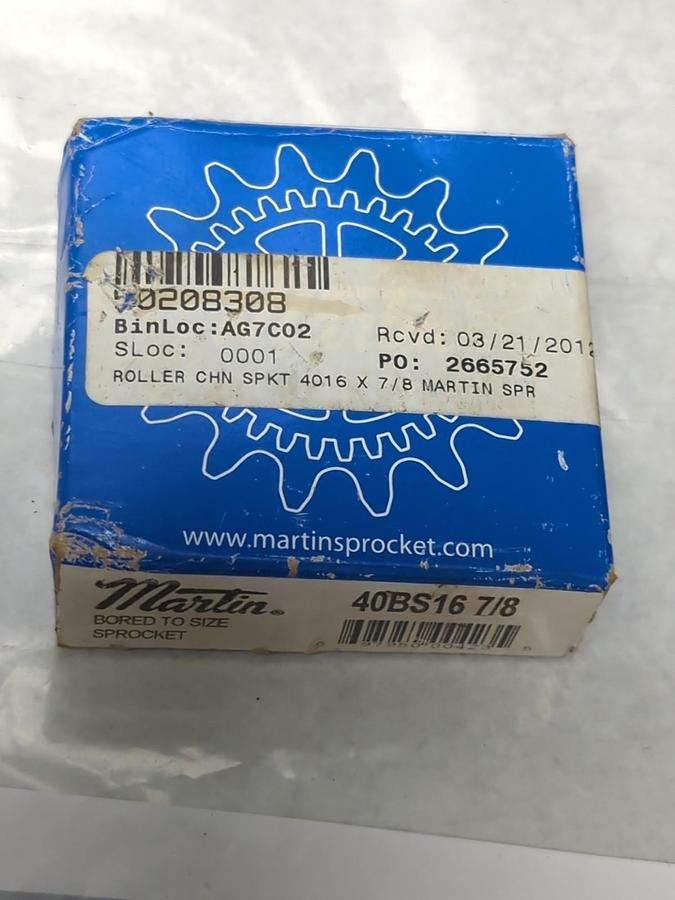 0208308
BinLoc:AG7C02
Rcvd: 03/21/2012
SLoc: 0001
PO: 2665752
ROLLER CHN SPKT 4016 X 7/8 MARTIN SPR
www.martinsprocket.com
Martin®
BORED TO SIZE
SPROCKET
40BS16 7/8